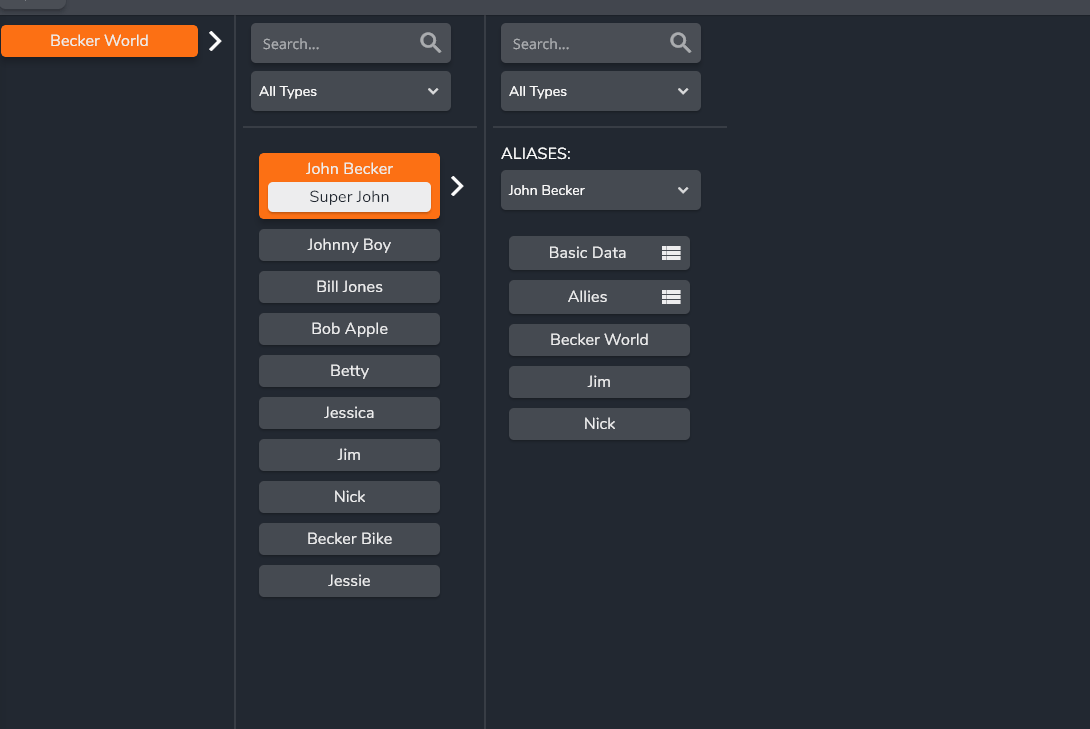 Becker World
Search...
All Types
John Becker
Super John
Johnny Boy
Bill Jones
Bob Apple
Betty
Jessica
Jim
Nick
Becker Bike
Jessie
Search...
All Types
ALIASES:
John Becker
Basic Data
Allies
Becker World
Jim
Nick